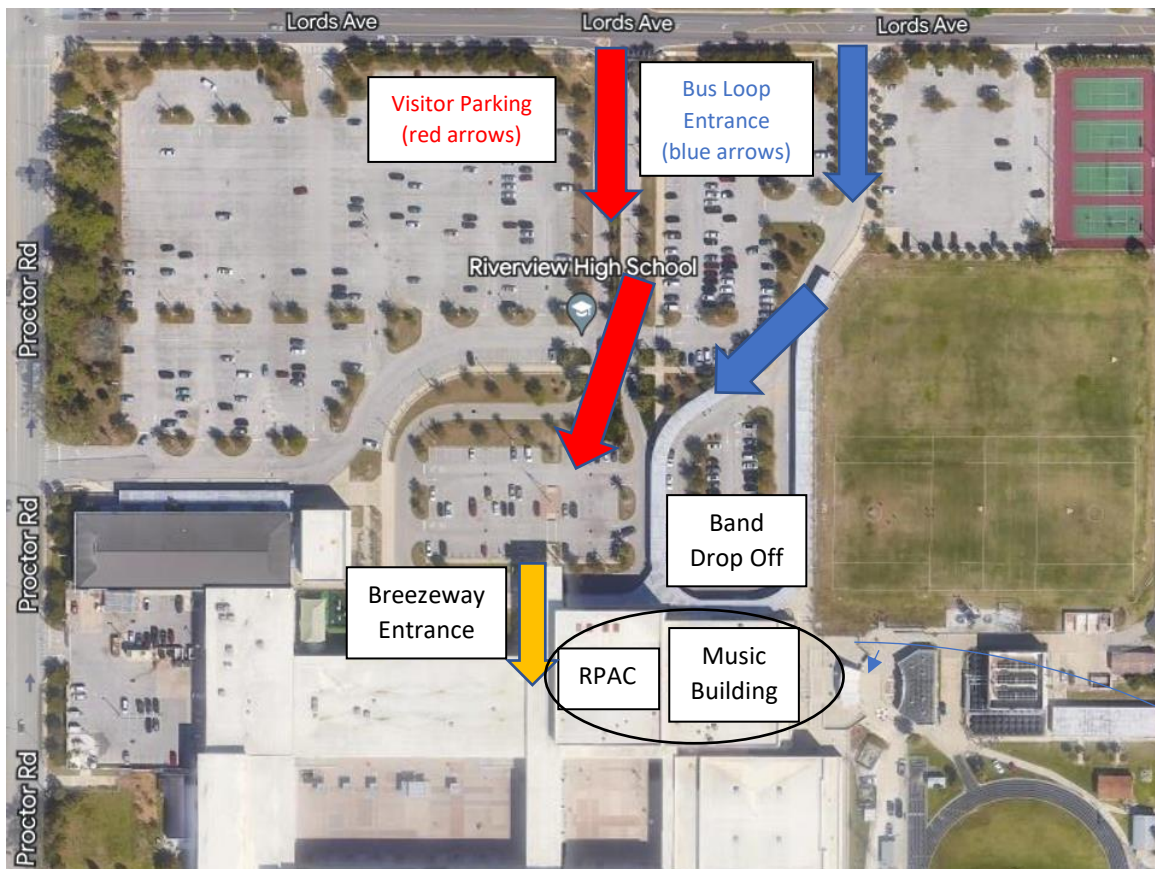 Lords Ave
Lords Ave
Lords Ave
Visitor Parking
(red arrows)
Bus Loop
Entrance
(blue arrows)
Proctor Rd
Riverview High School
Proctor Rd
Band
Drop Off
Breezeway
Entrance
RPAC
Music
Building
Proctor Rd